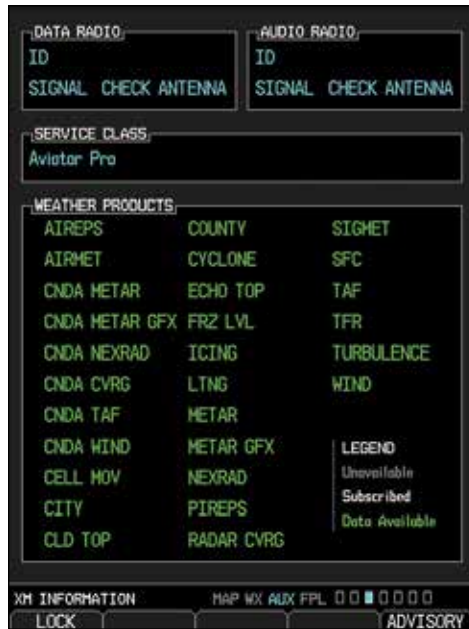 DATA RADIO
ID
SIGNAL CHECK ANTENNA
AUDIO RADIO
ID
SIGNAL CHECK ANTENNA
SERVICE CLASS
Aviator Pro
WEATHER PRODUCTS
AIREPS COUNTY SIGMET
AIRMET CYCLONE SFC
CNDA METAR ECHO TOP TAF
CNDA METAR GFX FRZ LVL TFR
CNDA NEXRAD ICING TURBULENCE
CNDA CVRG LTNG WIND
CNDA TAF METAR
CNDA WIND METAR GFX
CELL MOV NEXRAD
CITY PIREPS
CLD TOP RADAR CVRG
LEGEND
Unavailable
Subscribed
Data Available
XM INFORMATION MAP WX AUX FPL
LOCK ADVISORY